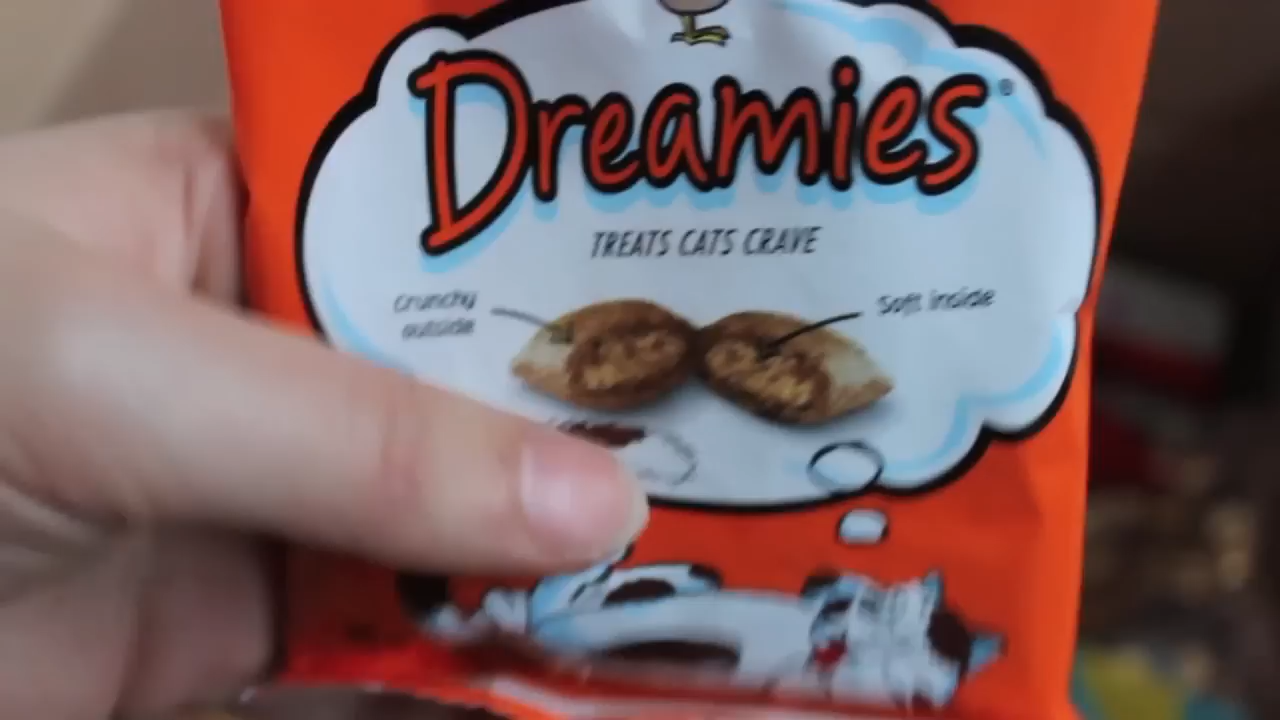 Dreamies®
TREATS CATS CRAVE
Crunchy
outside
Soft inside